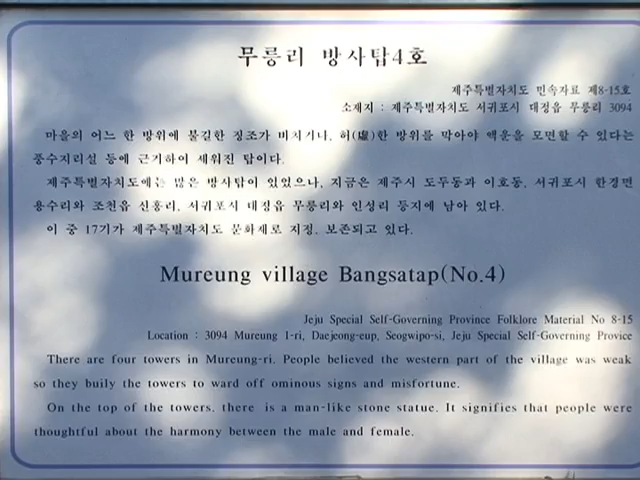 무릉리 방사탑4호
제주특별자치도 민속자료 제8-15호
소재지 : 제주특별자치도 서귀포시 대정읍 무릉리 3094
마을의 어느 한 방위에 불길한 징조가 비치거나, 허(虛)한 방위를 막아야 액운을 모면할 수 있다는
풍수지리설 등에 근거하여 세워진 탑이다.
제주특별자치도에는 많은 방사탑이 있었으나, 지금은 제주시 도두동과 이호동, 서귀포시 한경면
용수리와 조천읍 신흥리, 서귀포시 대정읍 무릉리와 인성리 등지에 남아 있다.
이 중 17기가 제주특별자치도 문화재로 지정, 보존되고 있다.
Mureung village Bangsatap(No.4)
Jeju Special Self-Governing Province Folklore Material No 8-15
Location : 3094 Mureung 1-ri, Daejeong-eup, Seogwipo-si, Jeju Special Self-Governing Provice
There are four towers in Mureung-ri. People believed the western part of the village was weak
so they buily the towers to ward off ominous signs and misfortune.
On the top of the towers, there is a man-like stone statue. It signifies that people were
thoughtful about the harmony between the male and female.